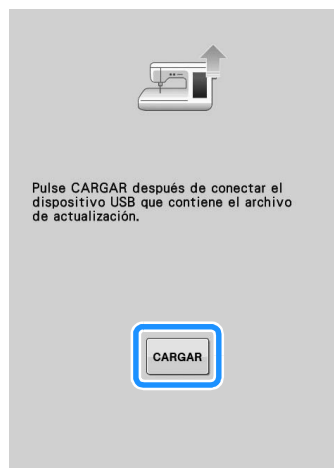 Pulse CARGAR después de conectar el
dispositivo USB que contiene el archivo
de actualización.
CARGAR